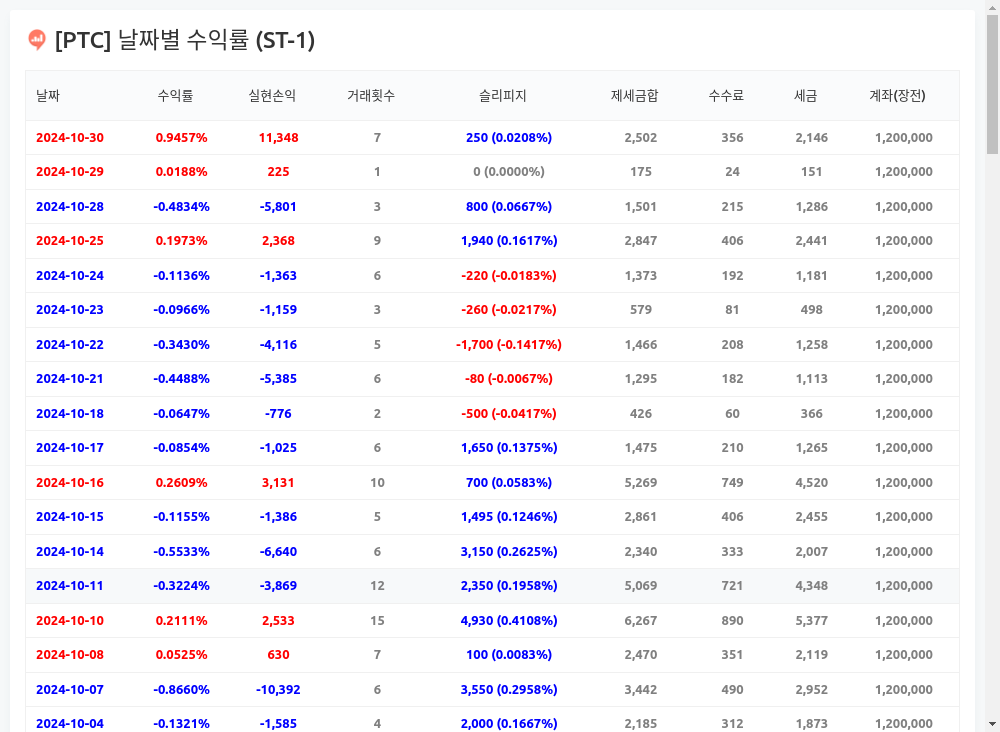 [PTC] 날짜별 수익률 (ST-1)
날짜 수익률 실현손익 거래횟수 슬리피지 제세금합 수수료 세금 계좌(장전)
2024-10-30 0.9457% 11,348 7 250 (0.0208%) 2,502 356 2,146 1,200,000
2024-10-29 0.0188% 225 1 0 (0.0000%) 175 24 151 1,200,000
2024-10-28 -0.4834% -5,801 3 800 (0.0667%) 1,501 215 1,286 1,200,000
2024-10-25 0.1973% 2,368 9 1,940 (0.1617%) 2,847 406 2,441 1,200,000
2024-10-24 -0.1136% -1,363 6 -220 (-0.0183%) 1,373 192 1,181 1,200,000
2024-10-23 -0.0966% -1,159 3 -260 (-0.0217%) 579 81 498 1,200,000
2024-10-22 -0.3430% -4,116 5 -1,700 (-0.1417%) 1,466 208 1,258 1,200,000
2024-10-21 -0.4488% -5,385 6 -80 (-0.0067%) 1,295 182 1,113 1,200,000
2024-10-18 -0.0647% -776 2 -500 (-0.0417%) 426 60 366 1,200,000
2024-10-17 -0.0854% -1,025 6 1,650 (0.1375%) 1,475 210 1,265 1,200,000
2024-10-16 0.2609% 3,131 10 700 (0.0583%) 5,269 749 4,520 1,200,000
2024-10-15 -0.1155% -1,386 5 1,495 (0.1246%) 2,861 406 2,455 1,200,000
2024-10-14 -0.5533% -6,640 6 3,150 (0.2625%) 2,340 333 2,007 1,200,000
2024-10-11 -0.3224% -3,869 12 2,350 (0.1958%) 5,069 721 4,348 1,200,000
2024-10-10 0.2111% 2,533 15 4,930 (0.4108%) 6,267 890 5,377 1,200,000
2024-10-08 0.0525% 630 7 100 (0.0083%) 2,470 351 2,119 1,200,000
2024-10-07 -0.8660% -10,392 6 3,550 (0.2958%) 3,442 490 2,952 1,200,000
2024-10-04 -0.1321% -1,585 4 2,000 (0.1667%) 2,185 312 1,873 1,200,000